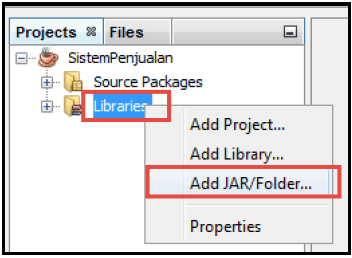 Projects Files
SistemPenjualan
Source Packages
Libraries
Add Project...
Add Library...
Add JAR/Folder...
Properties